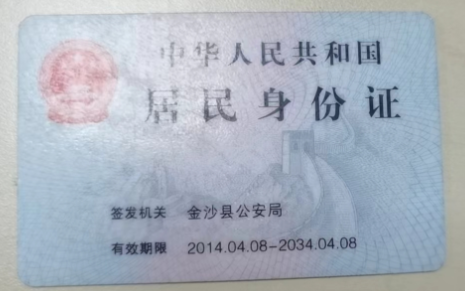 中华人民共和国
居民身份证
签发机关 金沙县公安局
有效期限 2014.04.08-2034.04.08